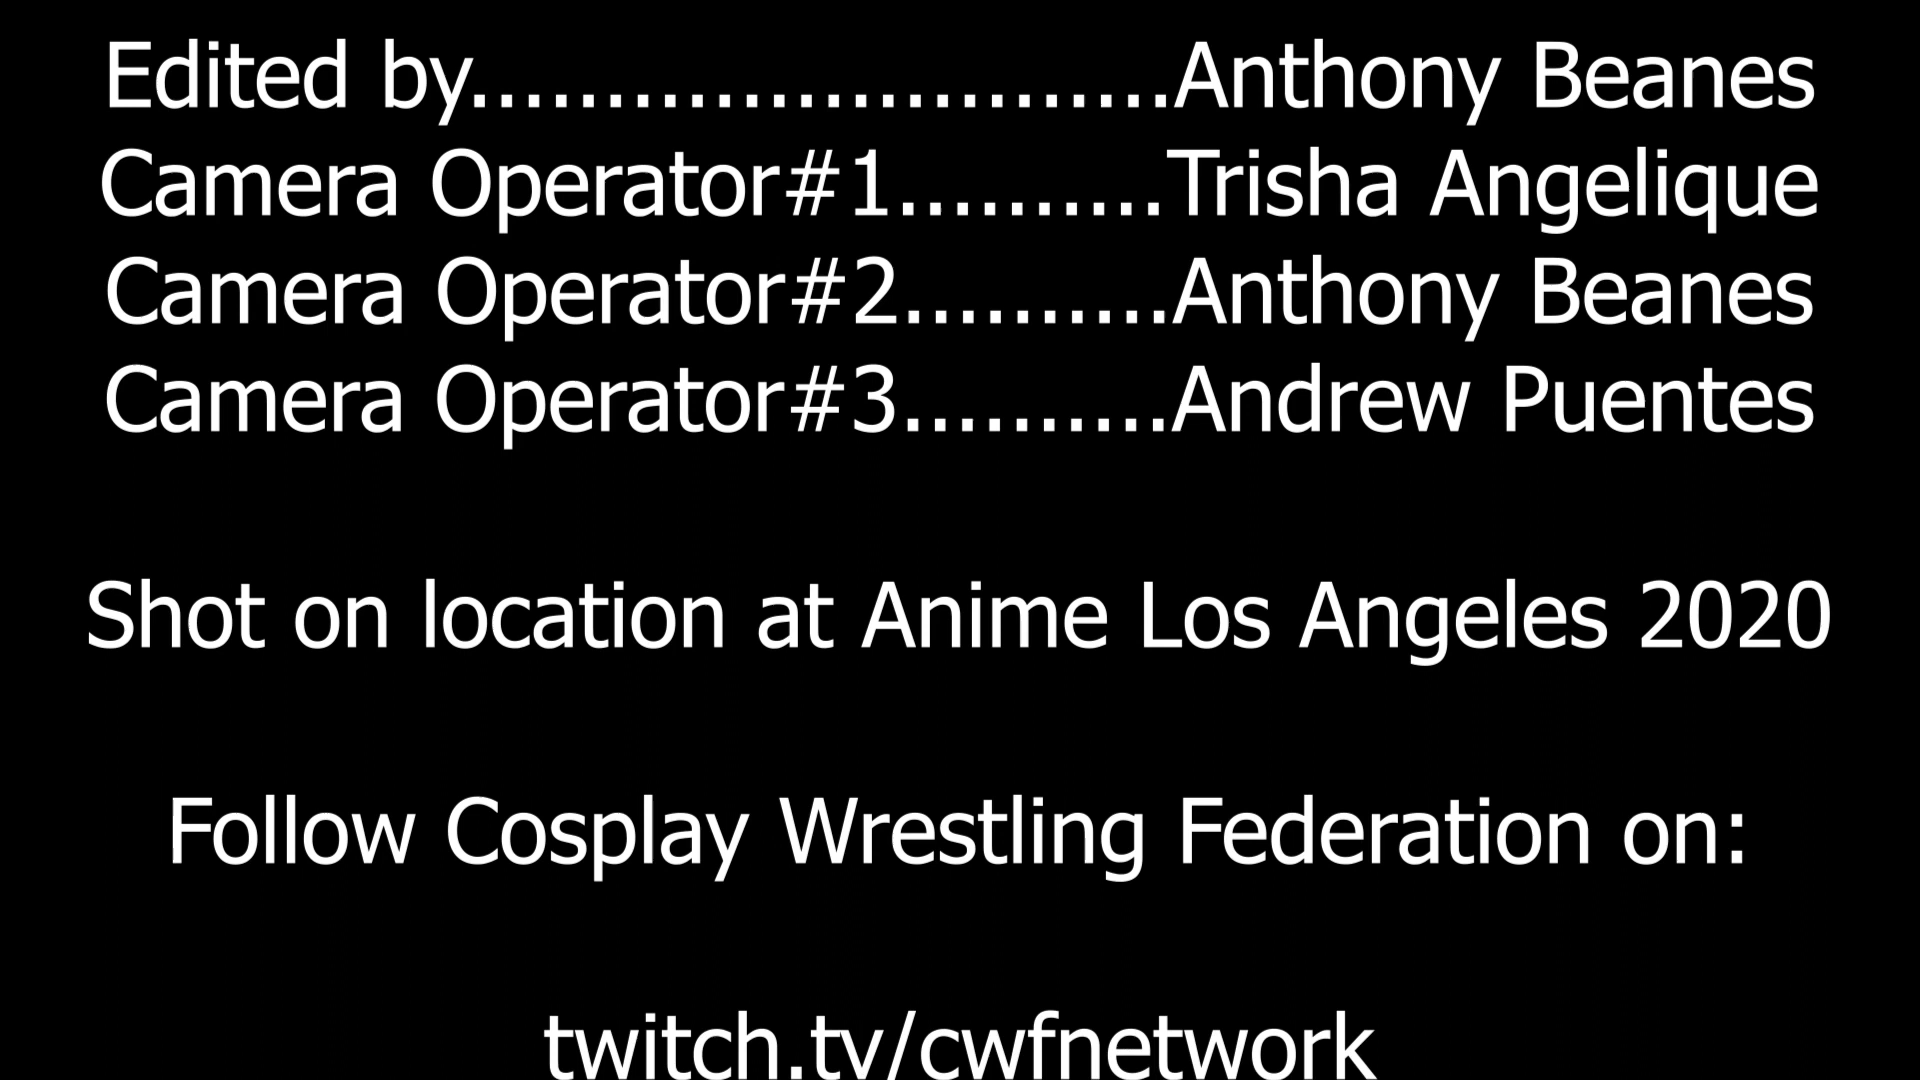 Edited by..........................Anthony Beanes
Camera Operator#1..........Trisha Angelique
Camera Operator#2..........Anthony Beanes
Camera Operator#3..........Andrew Puentes
Shot on location at Anime Los Angeles 2020
Follow Cosplay Wrestling Federation on:
twitch.tv/cwfnetwork